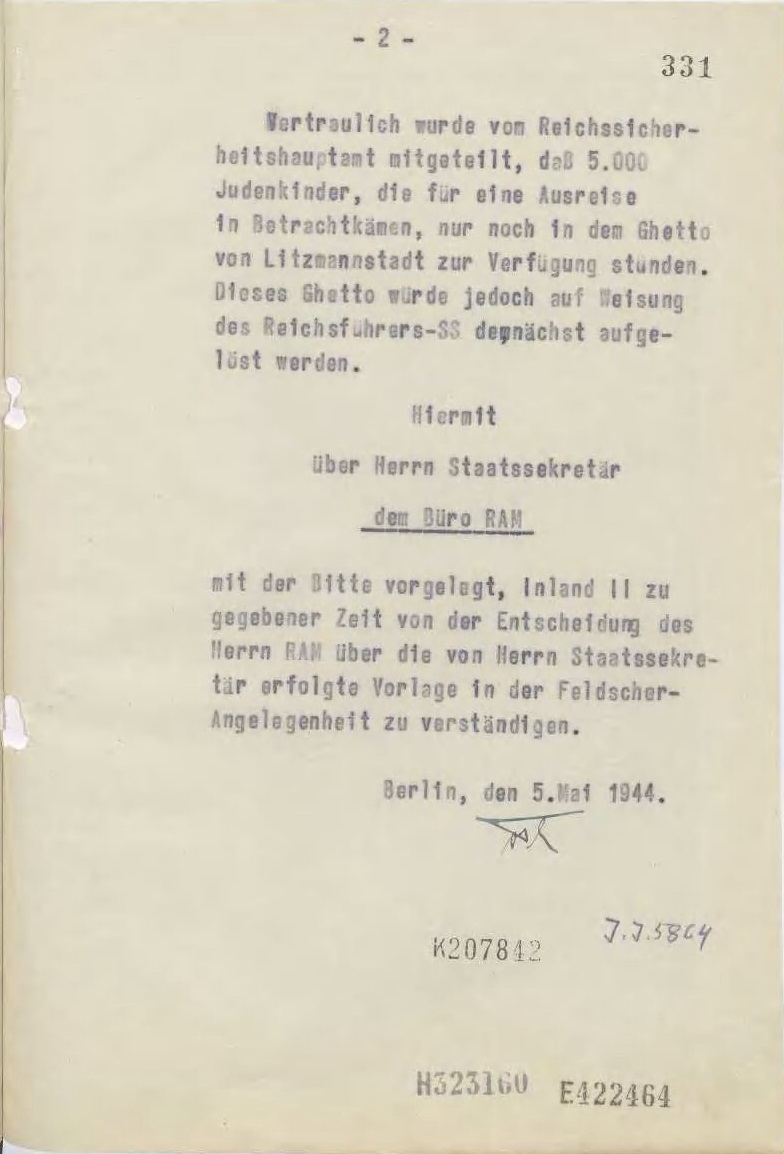 - 2 -
331
Vertraulich wurde vom Reichssicher-
heitshauptamt mitgeteilt, daß 5.000
Judenkinder, die für eine Ausreise
in Betrachtkämen, nur noch in dem Ghetto
von Litzmannstadt zur Verfügung stünden.
Dieses Ghetto würde jedoch auf Weisung
des Reichsführers-SS demnächst aufge-
löst werden.
Hiermit
über Herrn Staatssekretär
dem Büro RAM
mit der Bitte vorgelegt, Inland II zu
gegebener Zeit von der Entscheidung des
Herrn RAM über die von Herrn Staatssekre-
tär erfolgte Vorlage in der Feldscher-
Angelegenheit zu verständigen.
Berlin, den 5.Mai 1944.
K207842
H323160
E422464